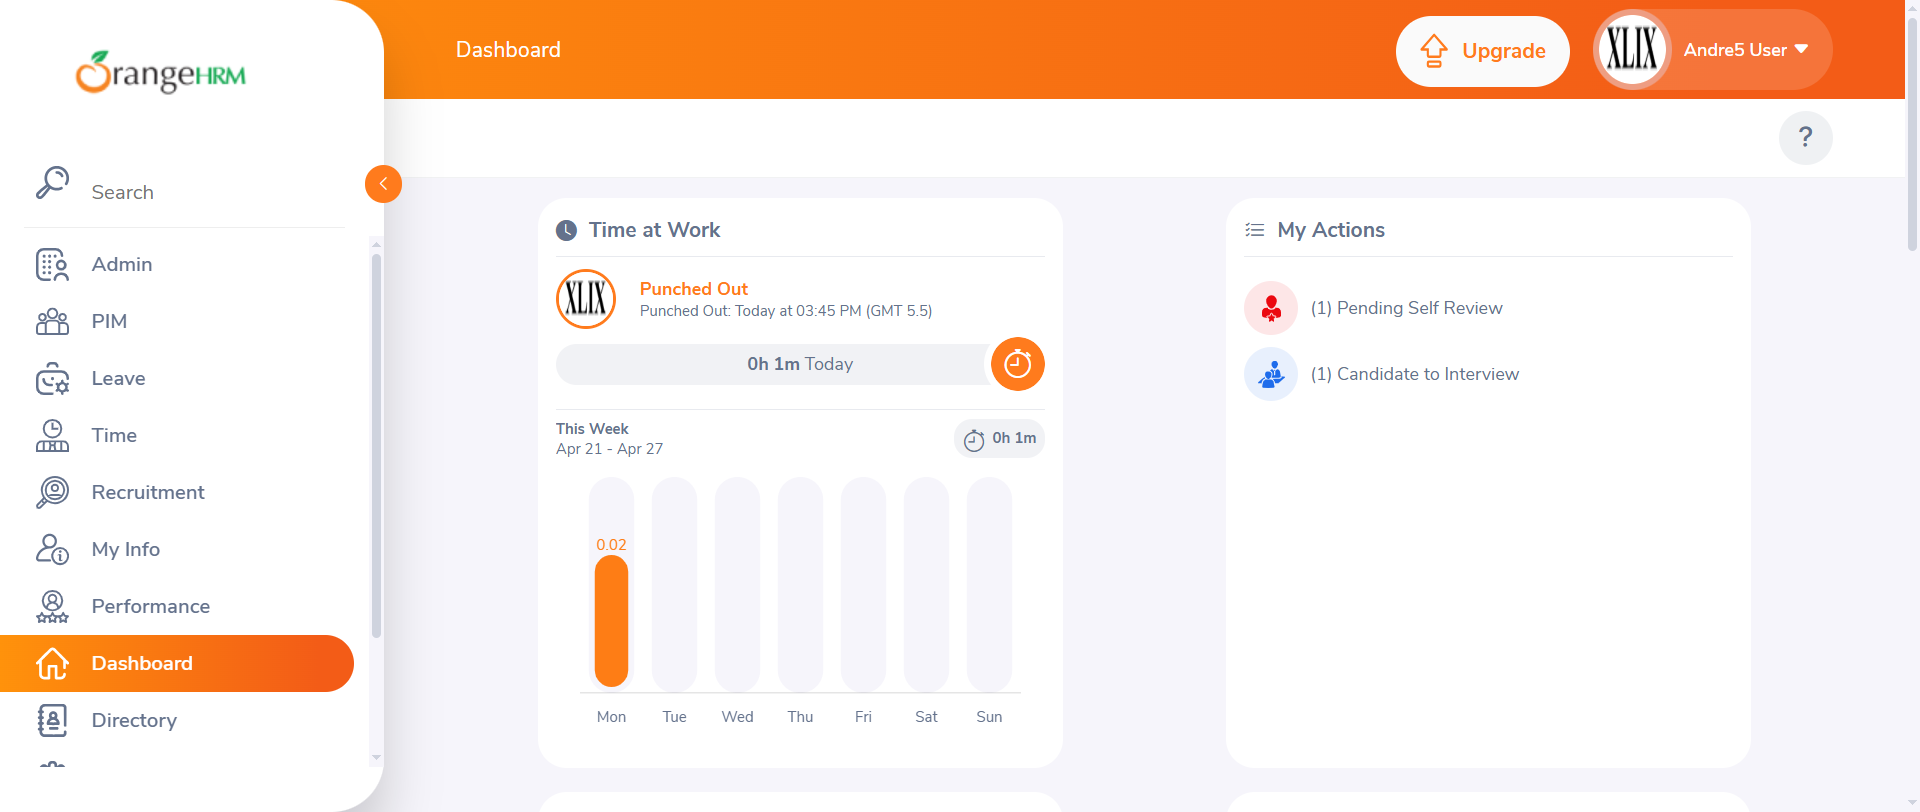 OrangeHRM
Search
Admin
PIM
Leave
Time
Recruitment
My Info
Performance
Dashboard
Directory
Dashboard
Upgrade
XLIX
Andre5 User
?
Time at Work
XLIX
Punched Out
Punched Out: Today at 03:45 PM (GMT 5.5)
0h 1m Today
This Week
Apr 21 - Apr 27
0h 1m
0.02
Mon Tue Wed Thu Fri Sat Sun
My Actions
(1) Pending Self Review
(1) Candidate to Interview